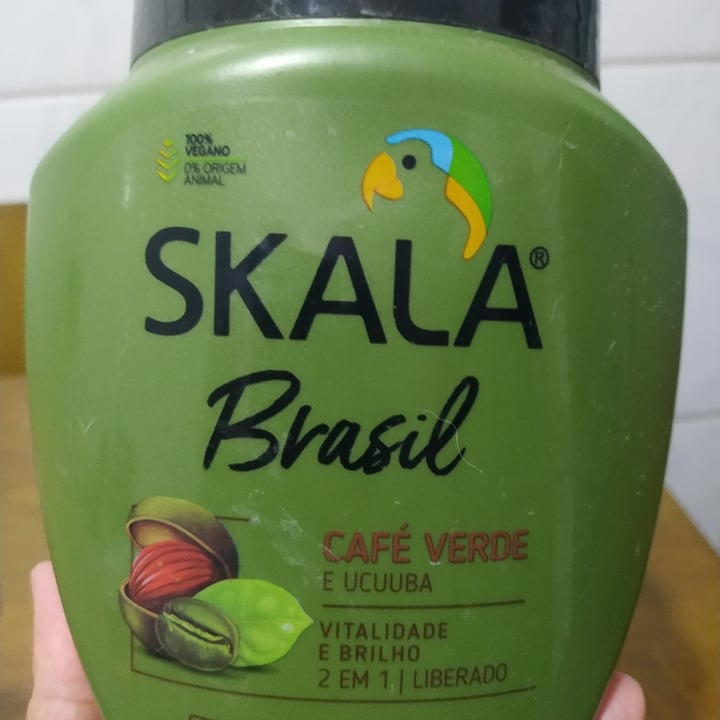 100%
VEGANO
0% ORIGEM
ANIMAL
SKALA®
Brasil
CAFÉ VERDE
E UCUUBA
VITALIDADE
E BRILHO
2 EM 1 | LIBERADO